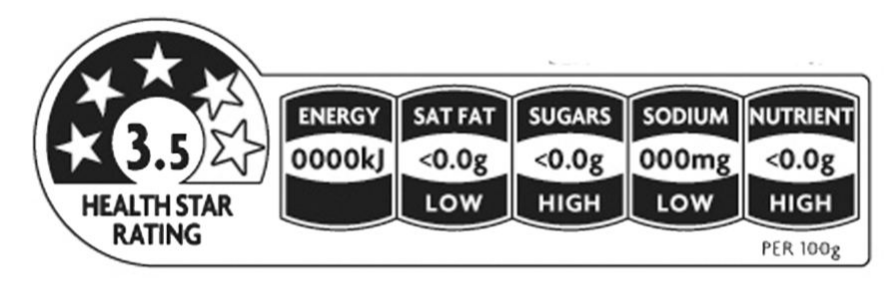 3.5
HEALTH STAR
RATING
ENERGY
0000kJ
SAT FAT
<0.0g
LOW
SUGARS
<0.0g
HIGH
SODIUM
000mg
LOW
NUTRIENT
<0.0g
HIGH
PER 100g